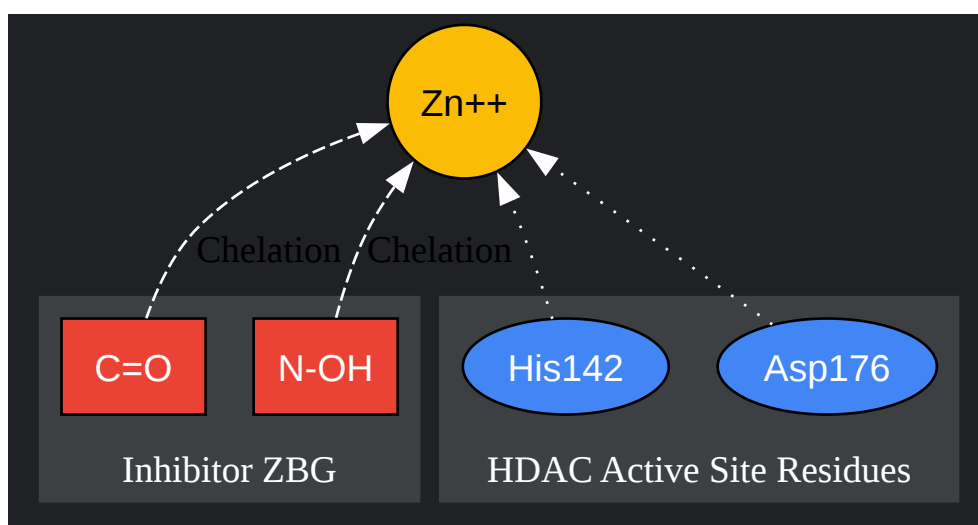 Zn++
Chelation
Chelation
C=O
N-OH
His142
Asp176
Inhibitor ZBG
HDAC Active Site Residues